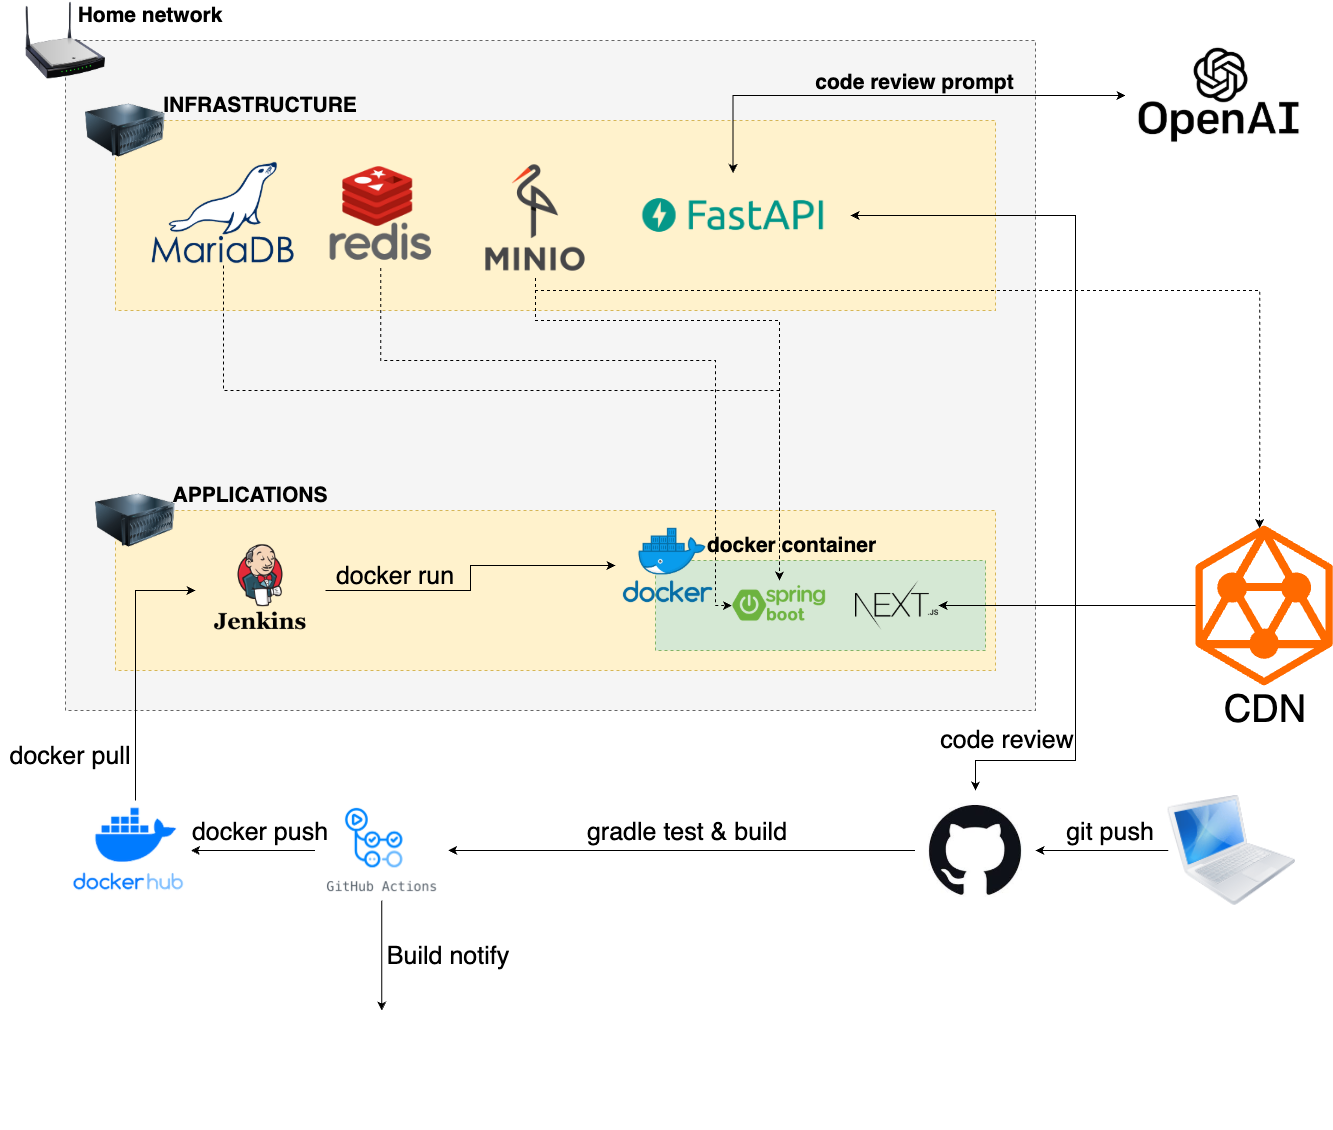 Home network
code review prompt
OpenAI
INFRASTRUCTURE
MariaDB
redis
MINIO
FastAPI
APPLICATIONS
docker container
docker run
docker
Jenkins
spring
boot
NEXT.JS
CDN
code review
docker pull
docker push
gradle test & build
git push
docker hub
GitHub Actions
Build notify